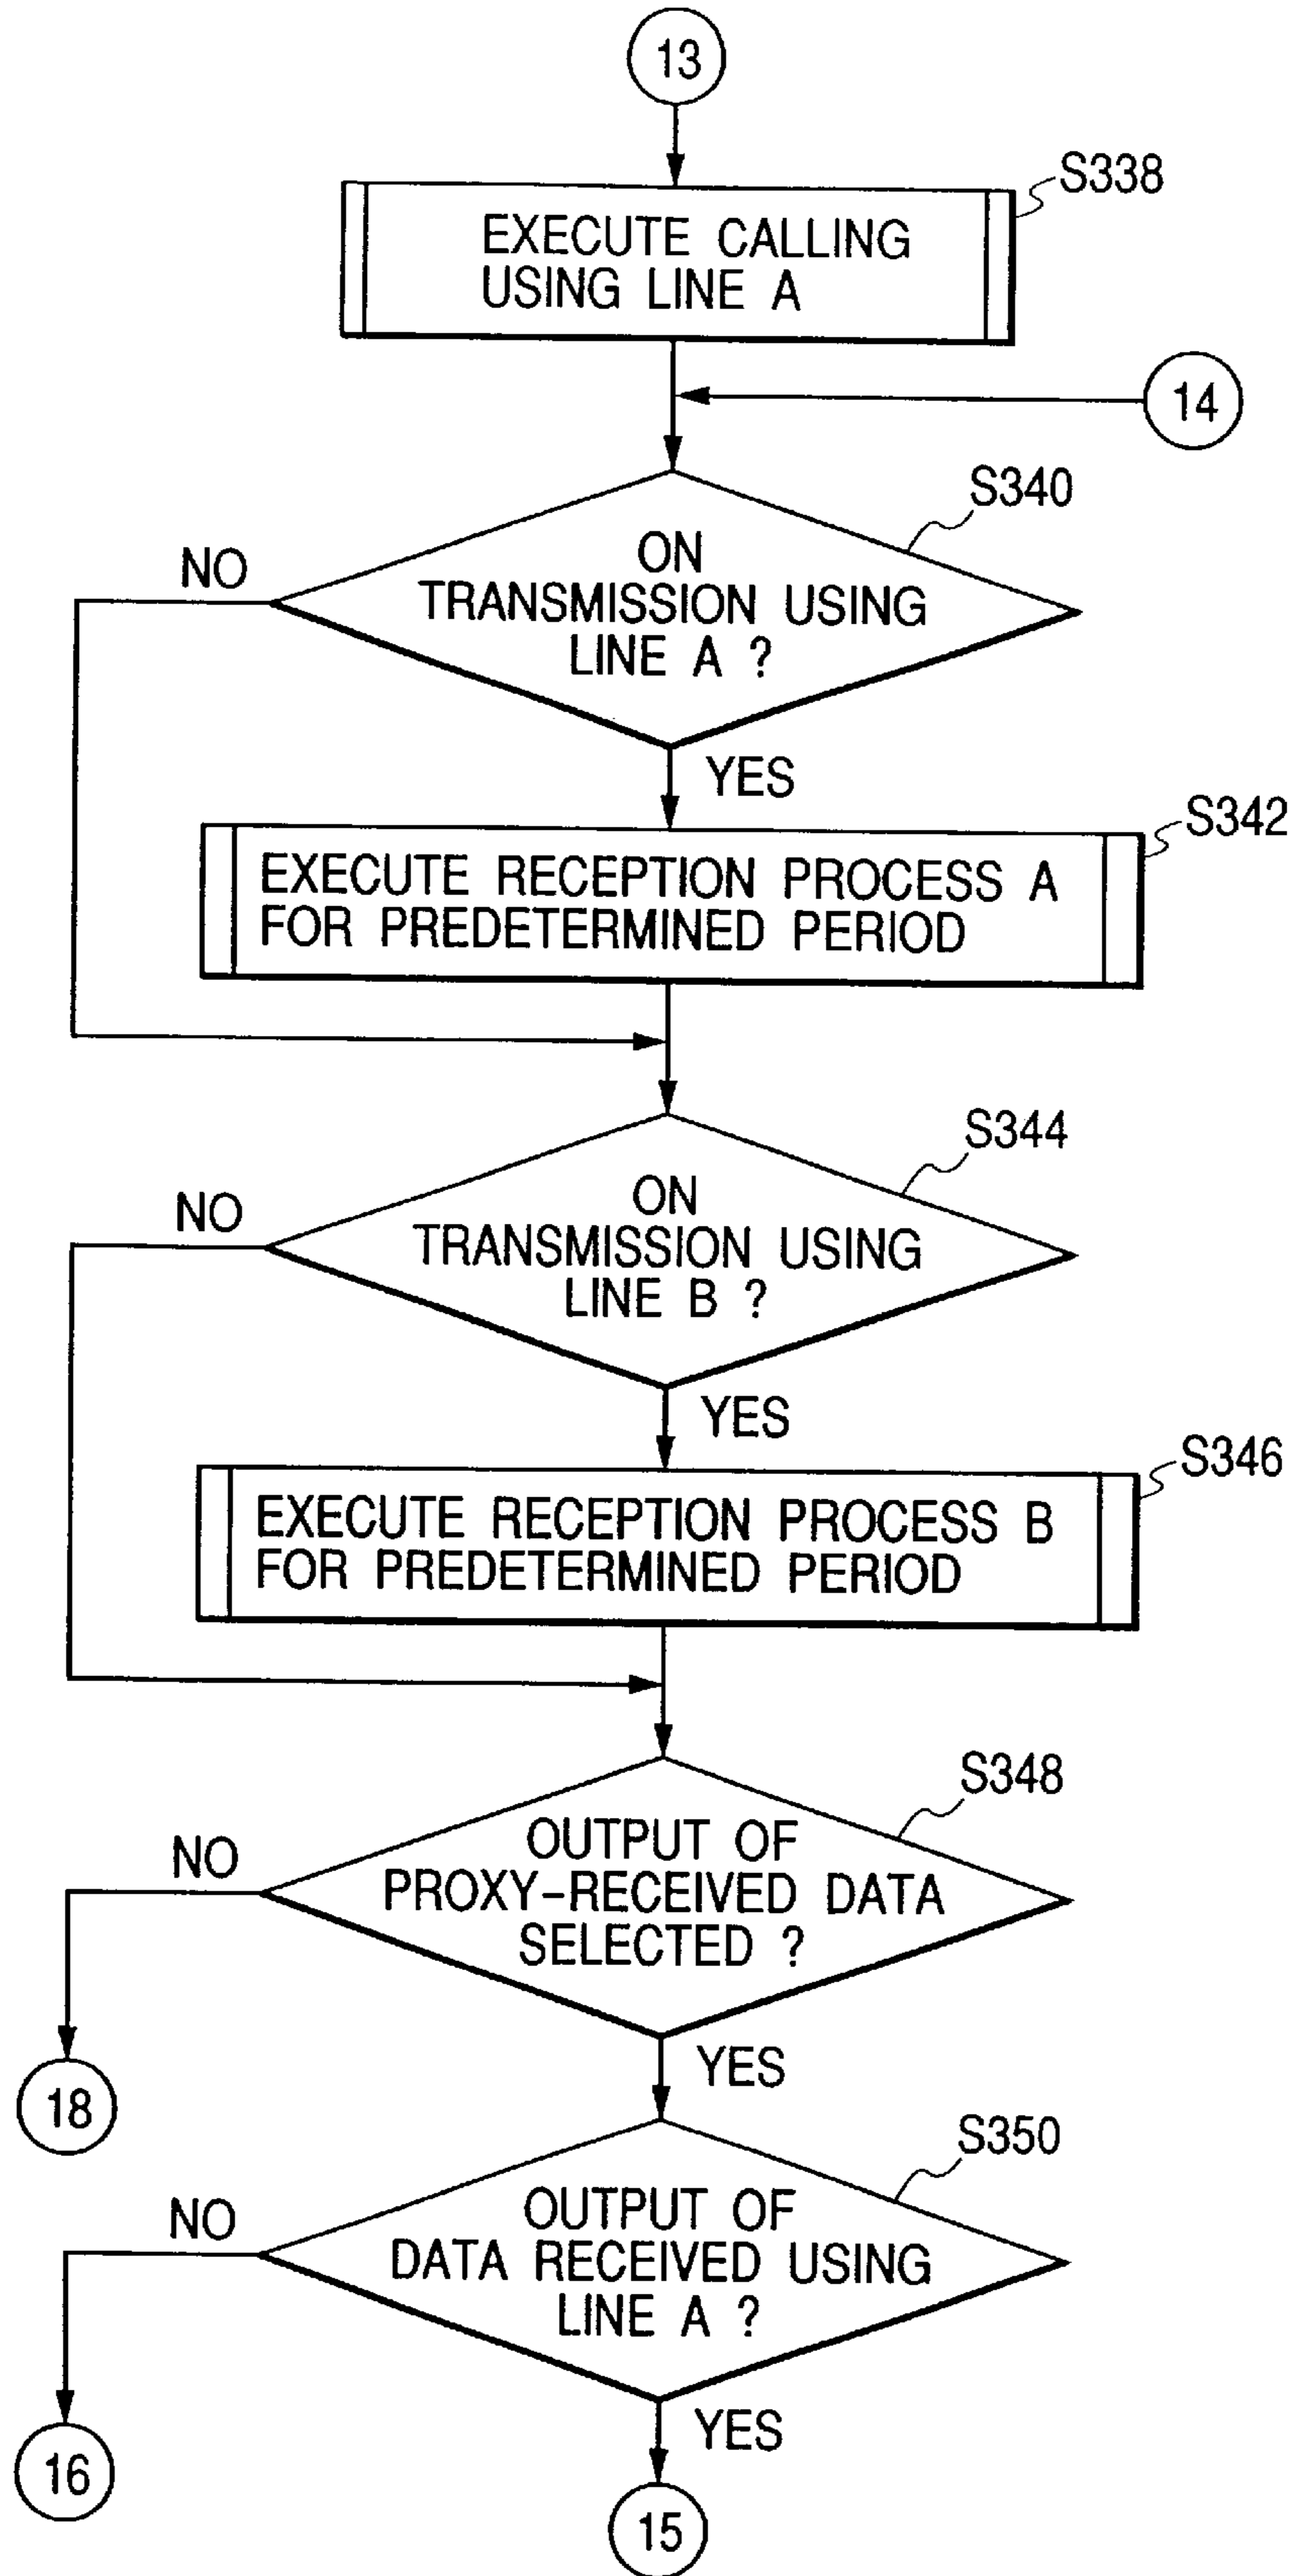 13
S338
EXECUTE CALLING
USING LINE A
14
S340
NO
ON
TRANSMISSION USING
LINE A ?
YES
S342
EXECUTE RECEPTION PROCESS A
FOR PREDETERMINED PERIOD
S344
NO
ON
TRANSMISSION USING
LINE B ?
YES
S346
EXECUTE RECEPTION PROCESS B
FOR PREDETERMINED PERIOD
S348
NO
OUTPUT OF
PROXY-RECEIVED DATA
SELECTED ?
YES
18
S350
NO
OUTPUT OF
DATA RECEIVED USING
LINE A ?
YES
16
15